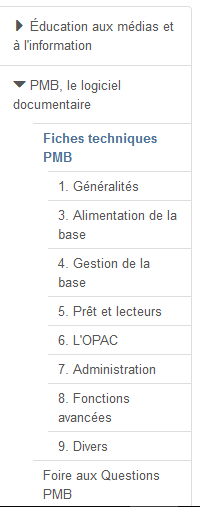 Éducation aux médias et
à l'information
PMB, le logiciel
documentaire
Fiches techniques
PMB
1. Généralités
3. Alimentation de la
base
4. Gestion de la
base
5. Prêt et lecteurs
6. L'OPAC
7. Administration
8. Fonctions
avancées
9. Divers
Foire aux Questions
PMB